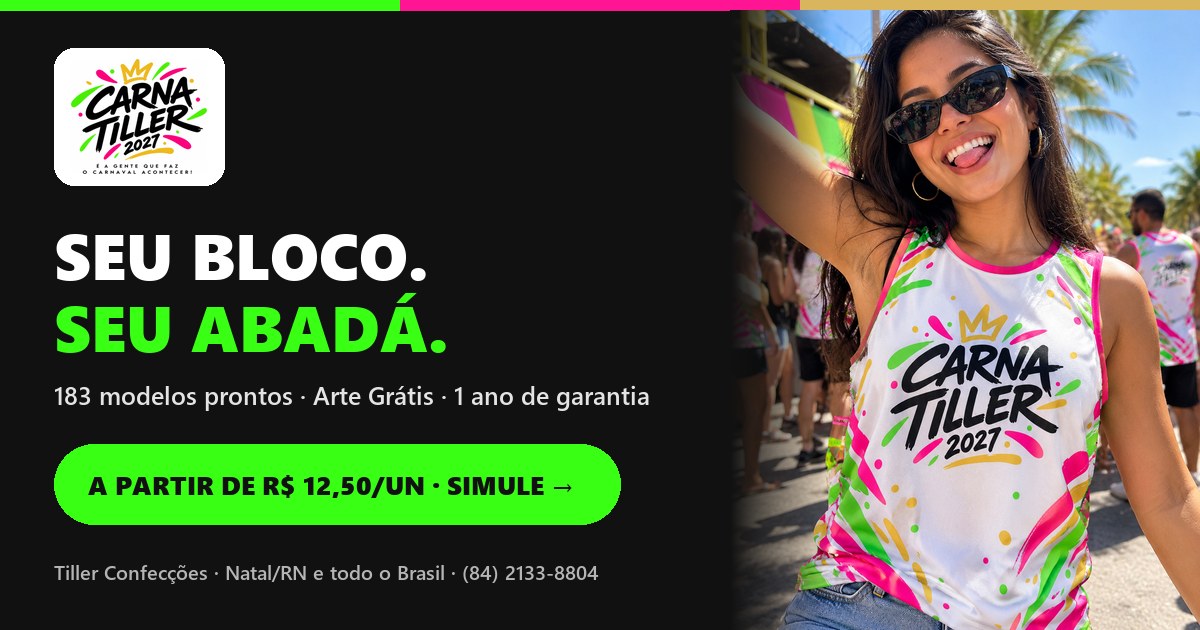 CARNA
TILLER
2027
É A GENTE QUE FAZ
O CARNAVAL ACONTECER!
SEU BLOCO.
SEU ABADÁ.
183 modelos prontos · Arte Grátis · 1 ano de garantia
A PARTIR DE R$ 12,50/UN · SIMULE →
Tiller Confecções · Natal/RN e todo o Brasil · (84) 2133-8804
CARNA
TILLER
2027